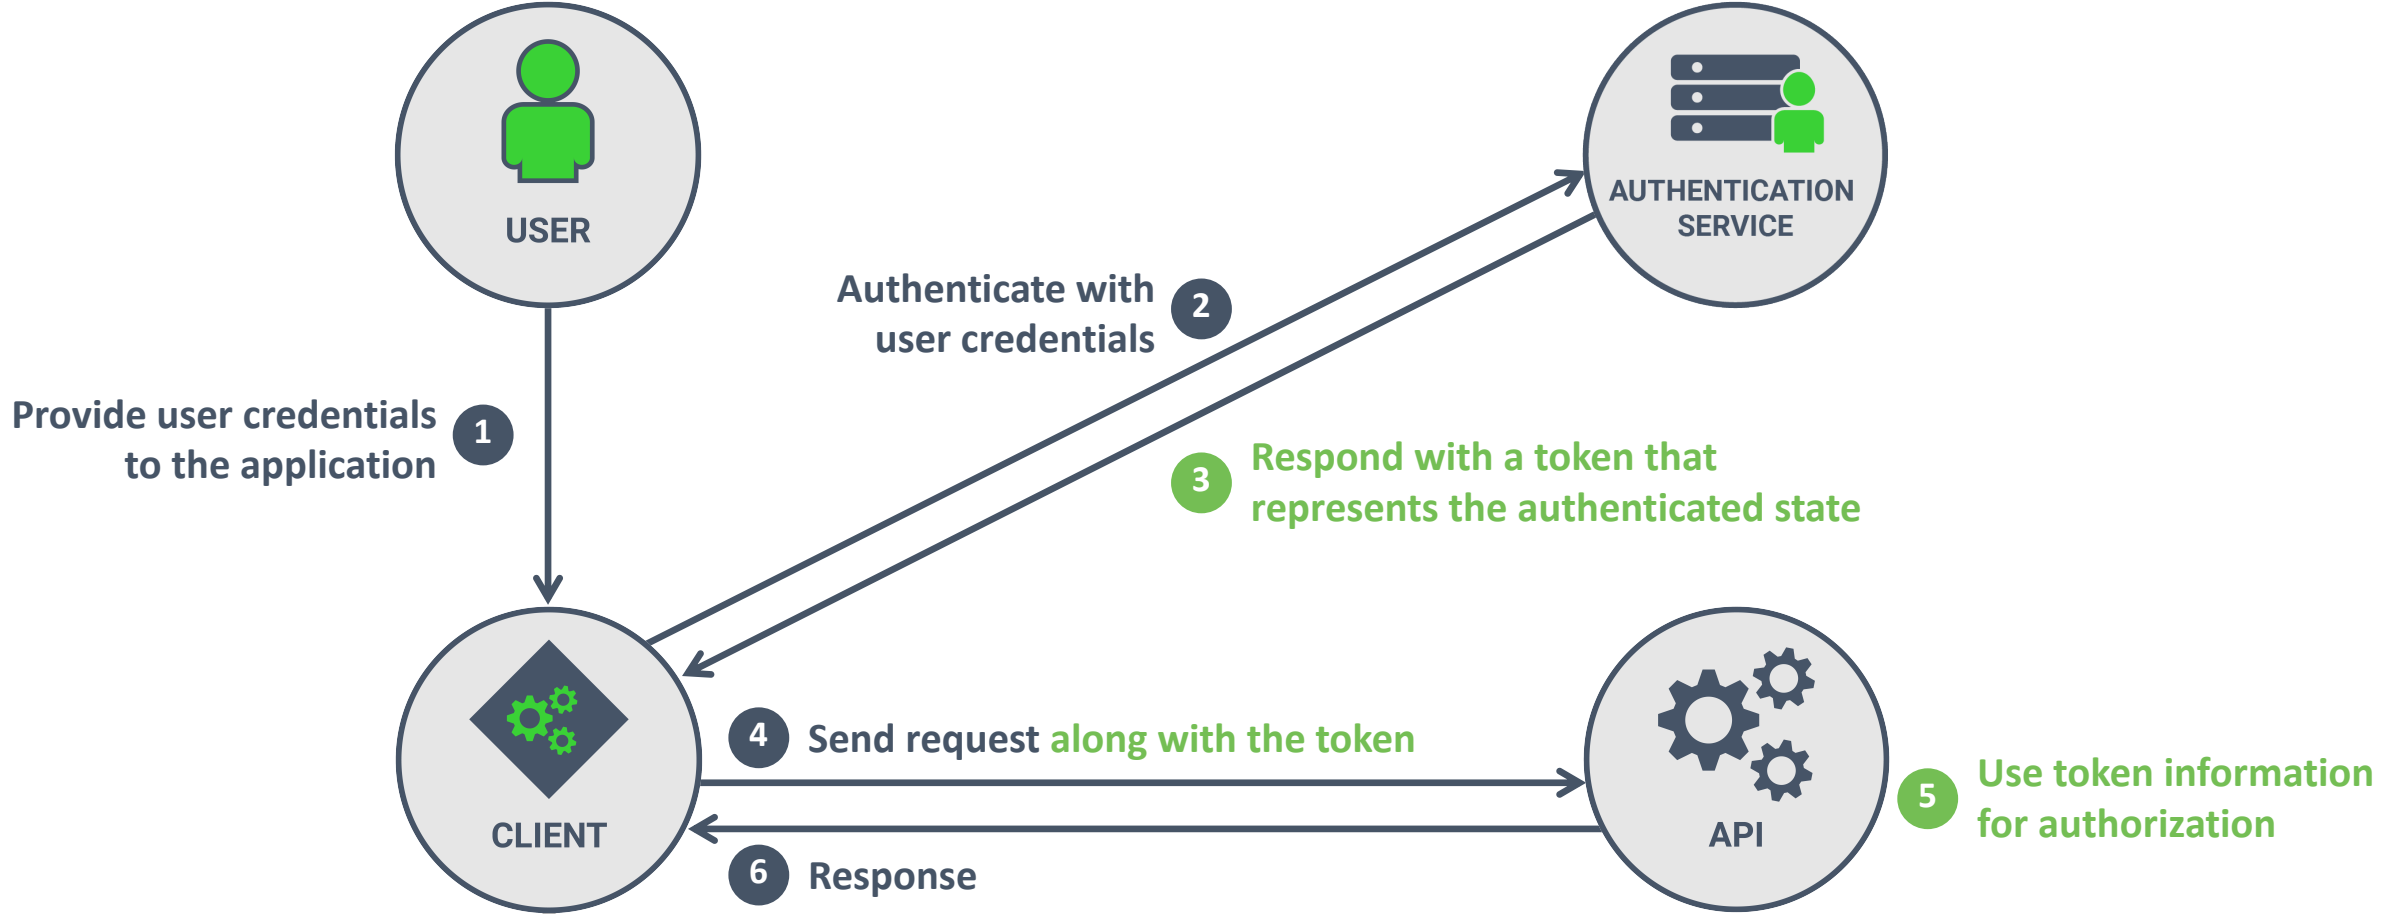 USER
AUTHENTICATION
SERVICE
Authenticate with
user credentials
2
Provide user credentials
to the application
1
3
Respond with a token that
represents the authenticated state
4
Send request along with the token
CLIENT
API
5
Use token information
for authorization
6
Response